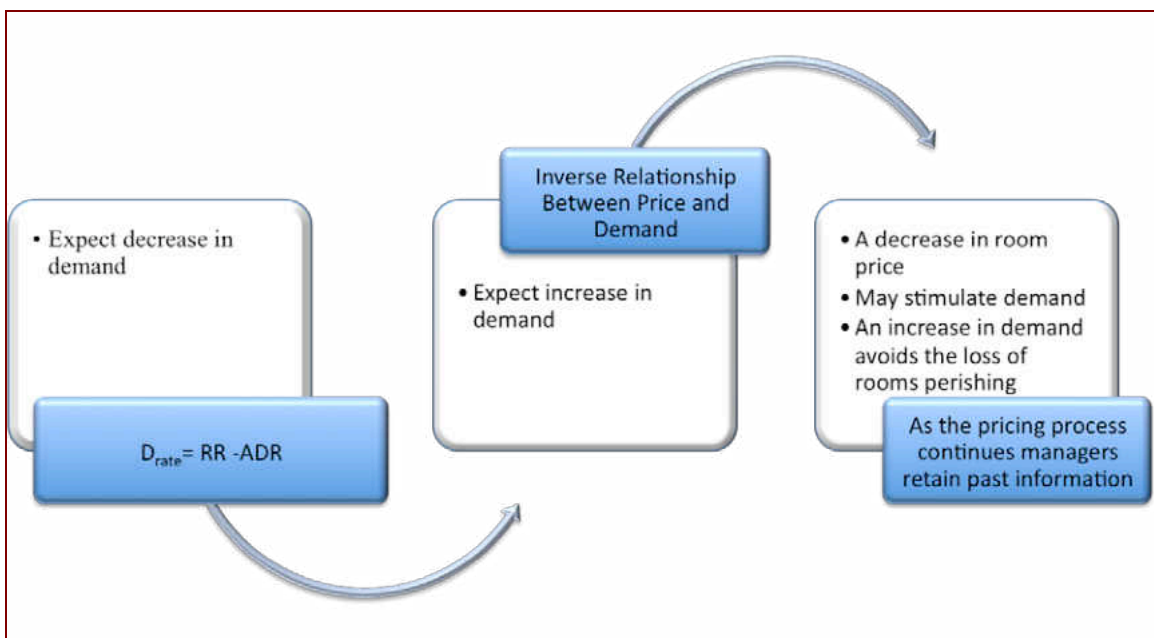 • Expect decrease in
demand
D_rate= RR -ADR
Inverse Relationship
Between Price and
Demand
• Expect increase in
demand
• A decrease in room
price
• May stimulate demand
• An increase in demand
avoids the loss of
rooms perishing
As the pricing process
continues managers
retain past information